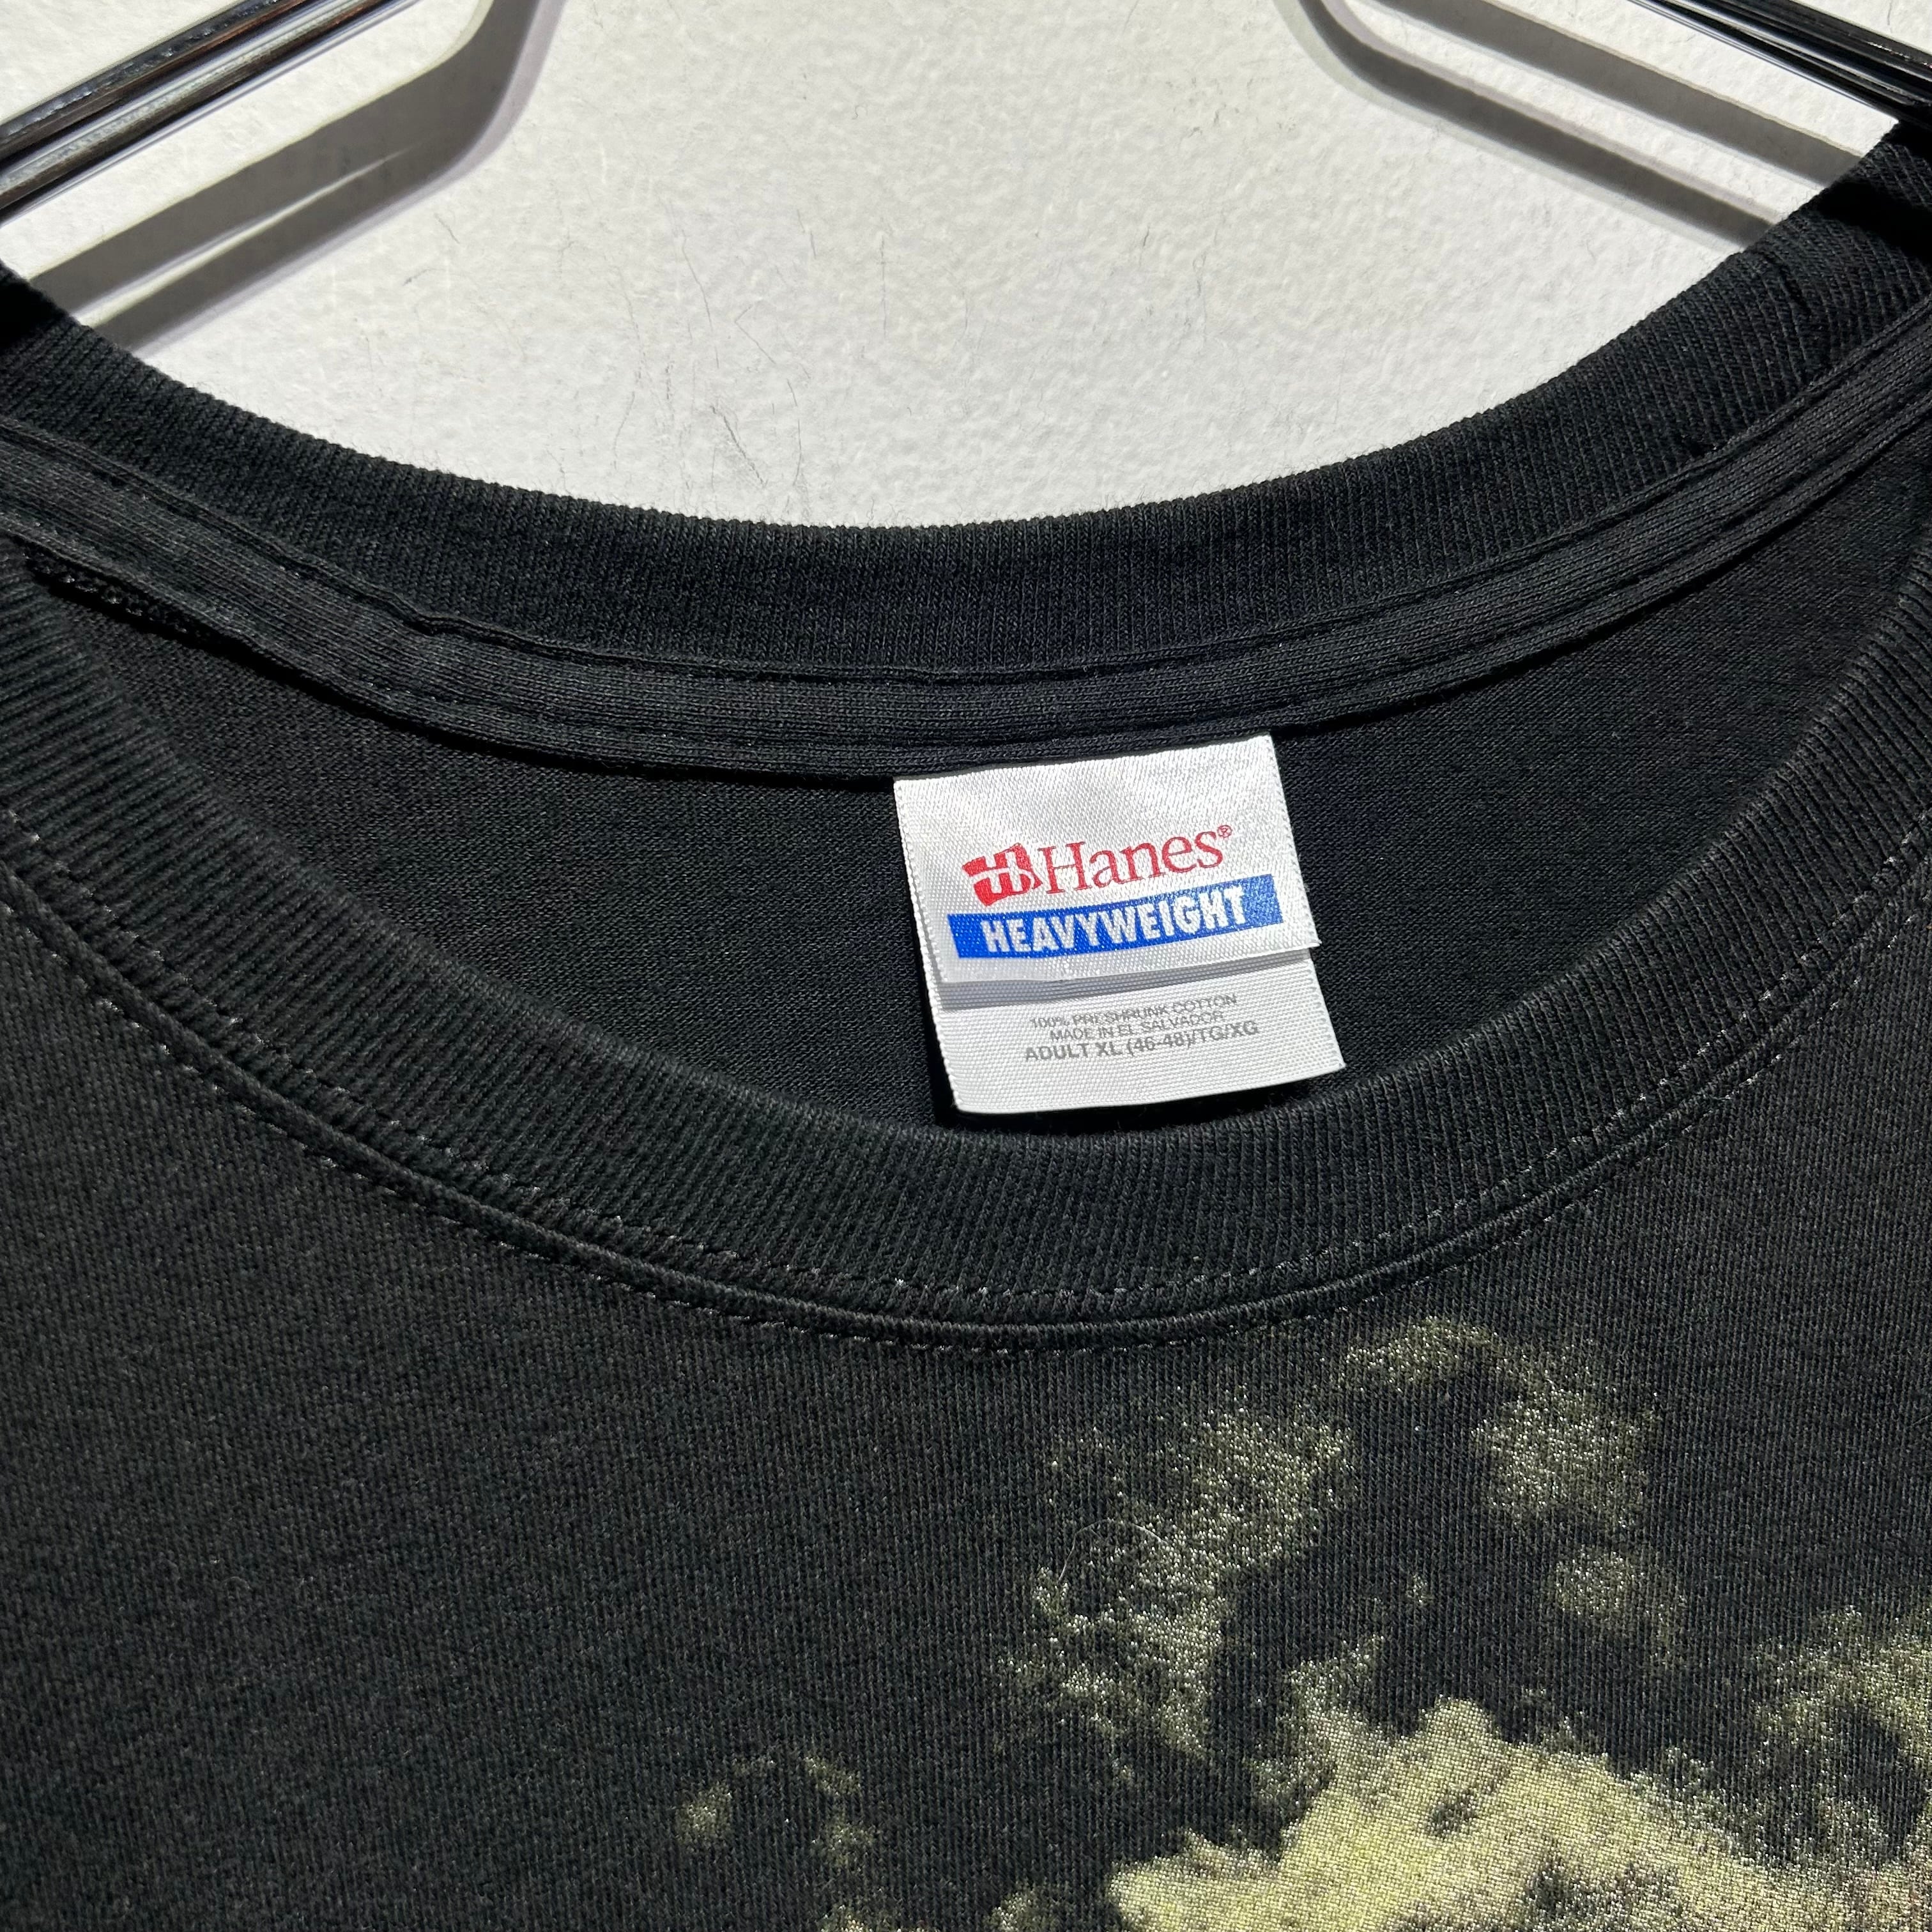 Hanes®
HEAVYWEIGHT
100% PRESHRUNK COTTON
MADE IN EL SALVADOR
ADULT XL (46-48)/TG/XG